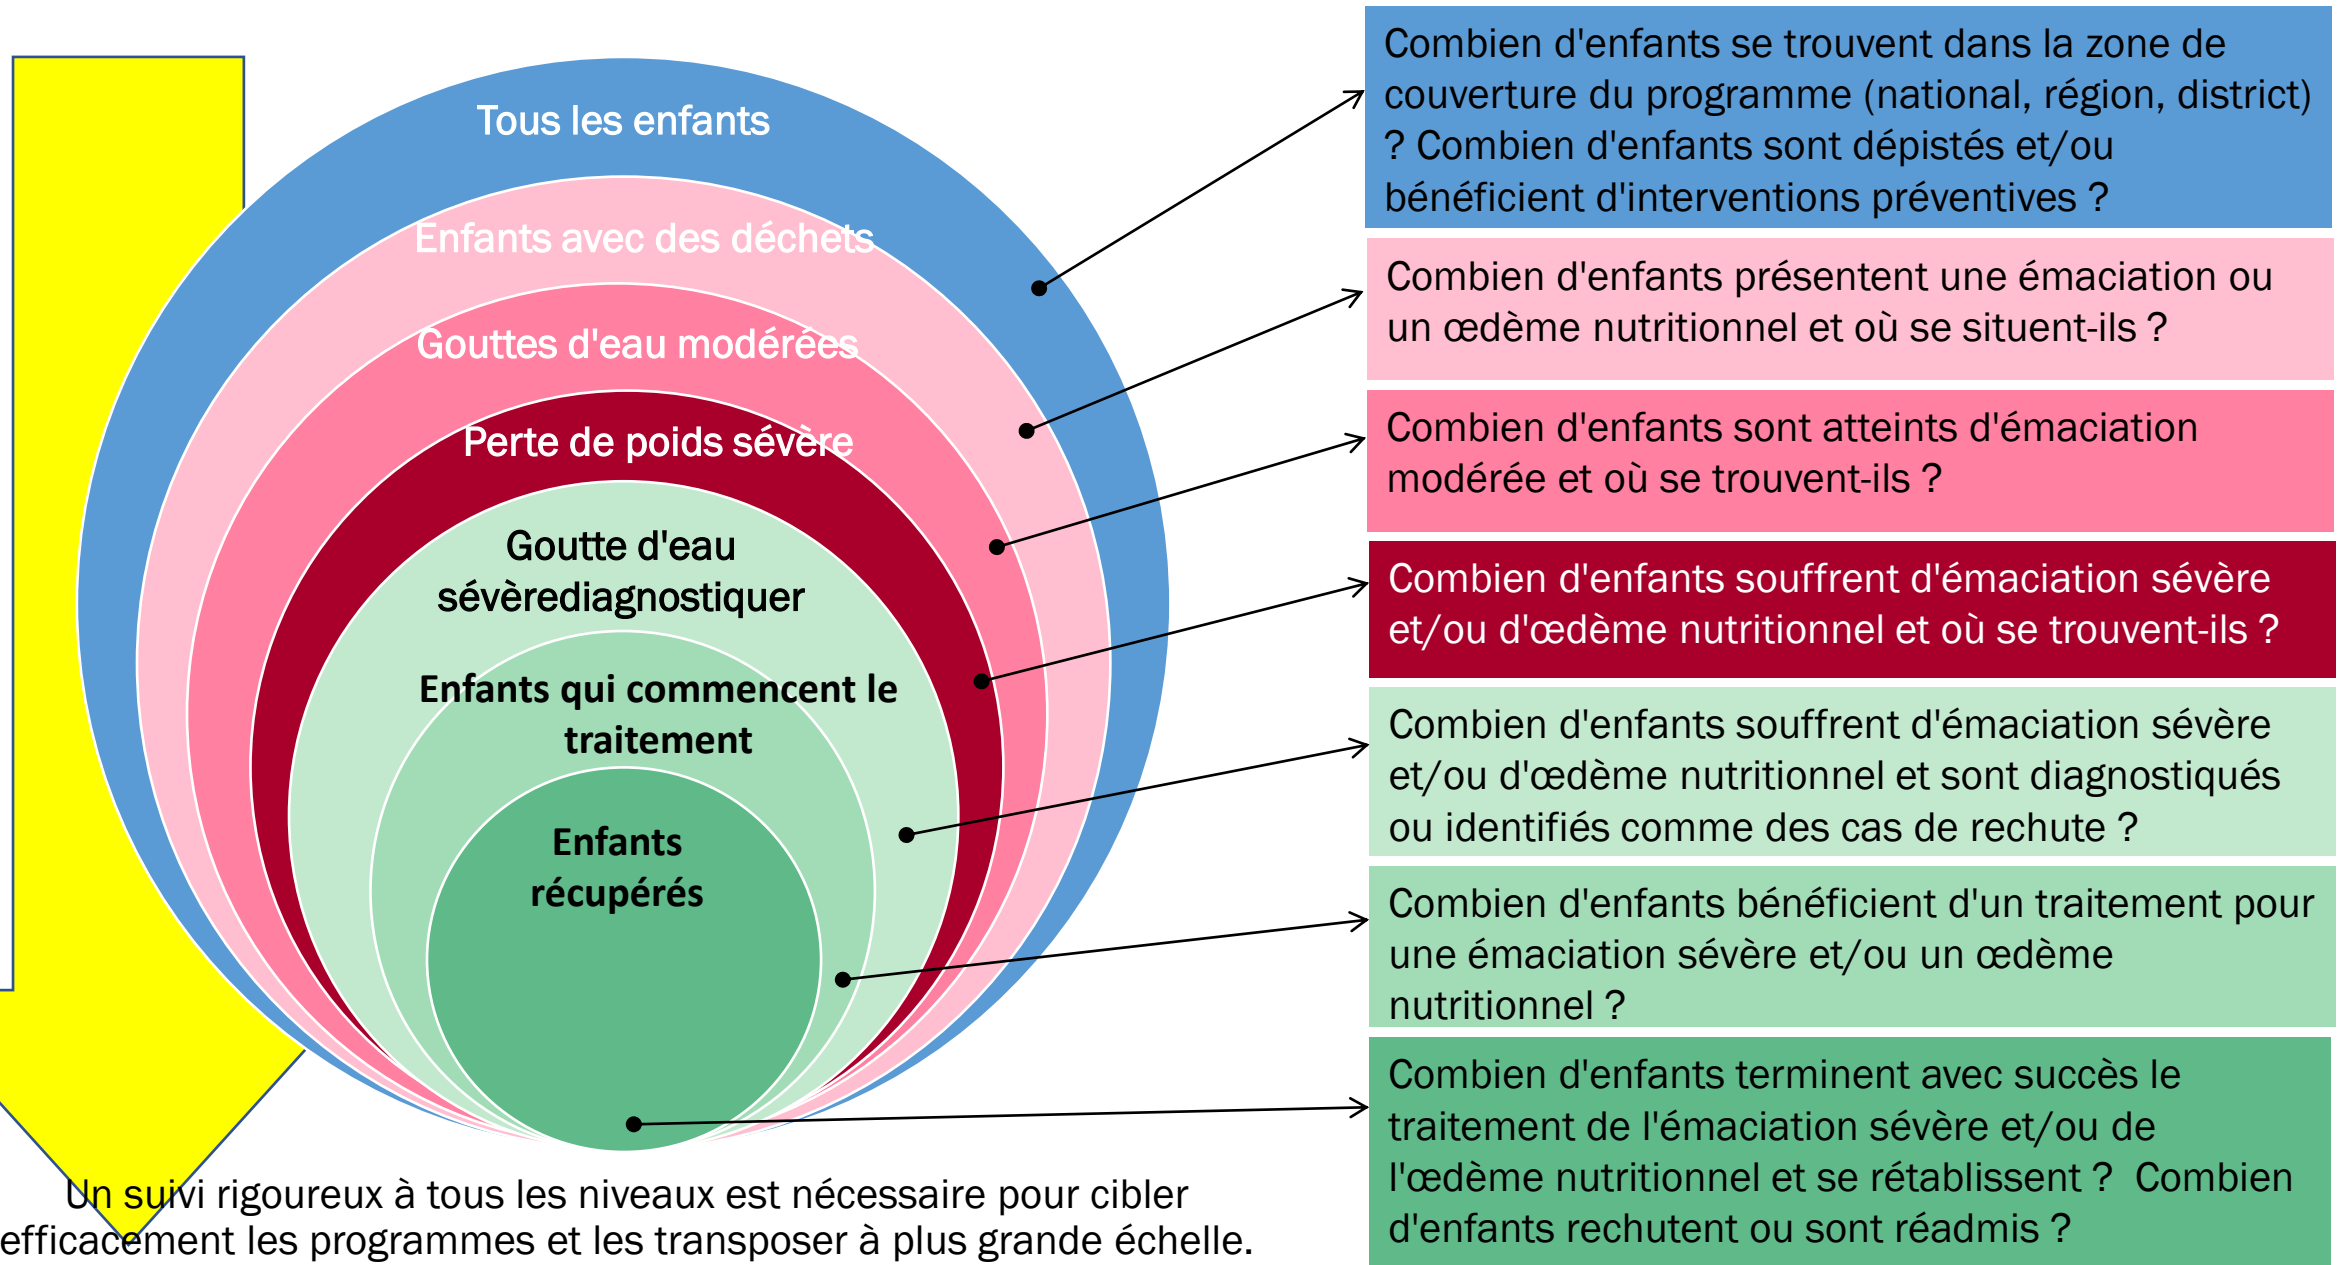 Tous les enfants
Enfants avec des déchets
Gouttes d'eau modérées
Perte de poids sévère
Goutte d'eau
sévèrediagnostiquer
Enfants qui commencent le
traitement
Enfants
récupérés
Un suivi rigoureux à tous les niveaux est nécessaire pour cibler
efficacement les programmes et les transposer à plus grande échelle.
Combien d'enfants se trouvent dans la zone de
couverture du programme (national, région, district)
? Combien d'enfants sont dépistés et/ou
bénéficient d'interventions préventives ?
Combien d'enfants présentent une émaciation ou
un œdème nutritionnel et où se situent-ils ?
Combien d'enfants sont atteints d'émaciation
modérée et où se trouvent-ils ?
Combien d'enfants souffrent d'émaciation sévère
et/ou d'œdème nutritionnel et où se trouvent-ils ?
Combien d'enfants souffrent d'émaciation sévère
et/ou d'œdème nutritionnel et sont diagnostiqués
ou identifiés comme des cas de rechute ?
Combien d'enfants bénéficient d'un traitement pour
une émaciation sévère et/ou un œdème
nutritionnel ?
Combien d'enfants terminent avec succès le
traitement de l'émaciation sévère et/ou de
l'œdème nutritionnel et se rétablissent ? Combien
d'enfants rechutent ou sont réadmis ?